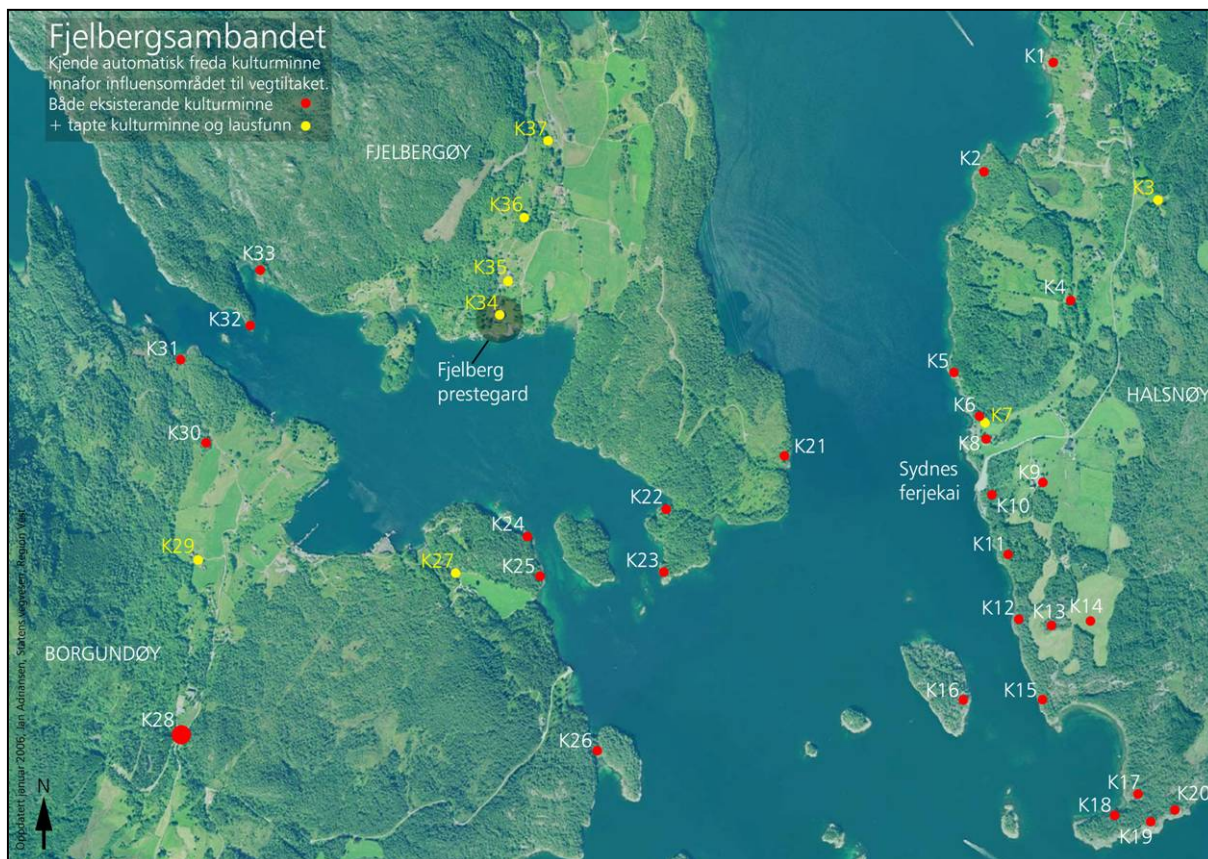 Fjelbergsambandet
Kjende automatisk freda kulturminne
innafor influensområdet til vegtiltaket.
Både eksisterande kulturminne
+ tapte kulturminne og lausfunn
FJELBERGØY
K37
K36
K35
K34
Fjelberg
prestegard
K33
K32
K31
K30
K29
BORGUNDØY
K28
K27
K24
K25
K26
K22
K23
K21
K1
K2
K3
K4
K5
K6
K7
K8
HALSNØY
Sydnes
ferjekai
K9
K10
K11
K12
K13
K14
K15
K16
K17
K18
K19
K20
N
Oppdatert januar 2006, Jan Adriansen, Statens vegvesen, Region vest